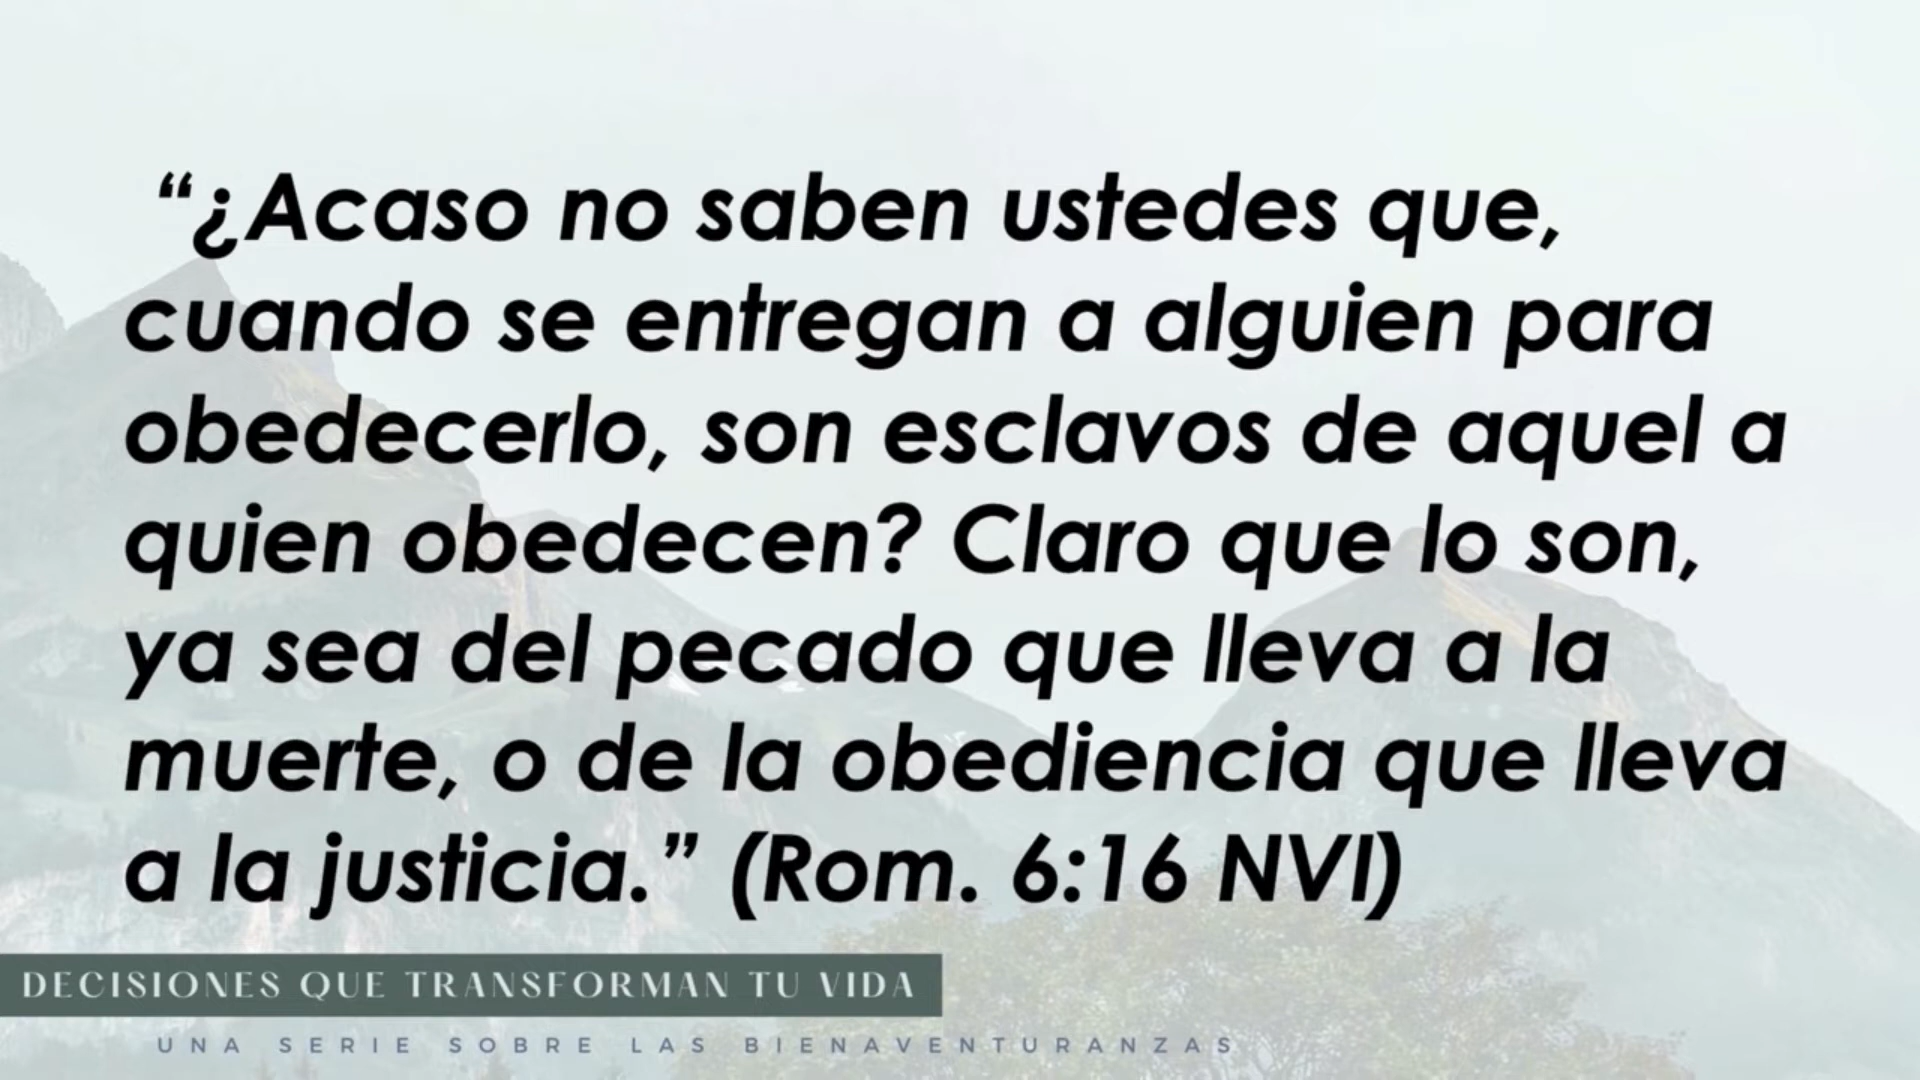 “¿Acaso no saben ustedes que,
cuando se entregan a alguien para
obedecerlo, son esclavos de aquel a
quien obedecen? Claro que lo son,
ya sea del pecado que lleva a la
muerte, o de la obediencia que lleva
a la justicia.” (Rom. 6:16 NVI)
DECISIONES QUE TRANSFORMAN TU VIDA
UNA SERIE SOBRE LAS BIENAVENTURANZAS